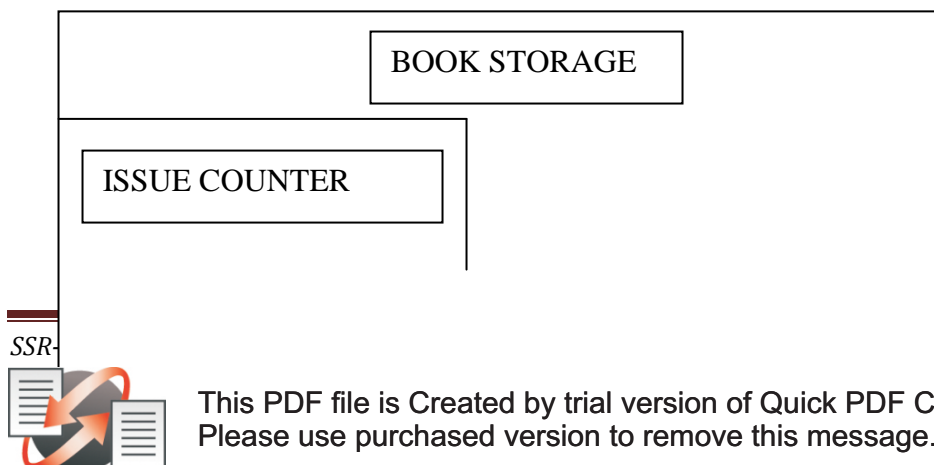 BOOK STORAGE
ISSUE COUNTER
SSR-
This PDF file is Created by trial version of Quick PDF C
Please use purchased version to remove this message.